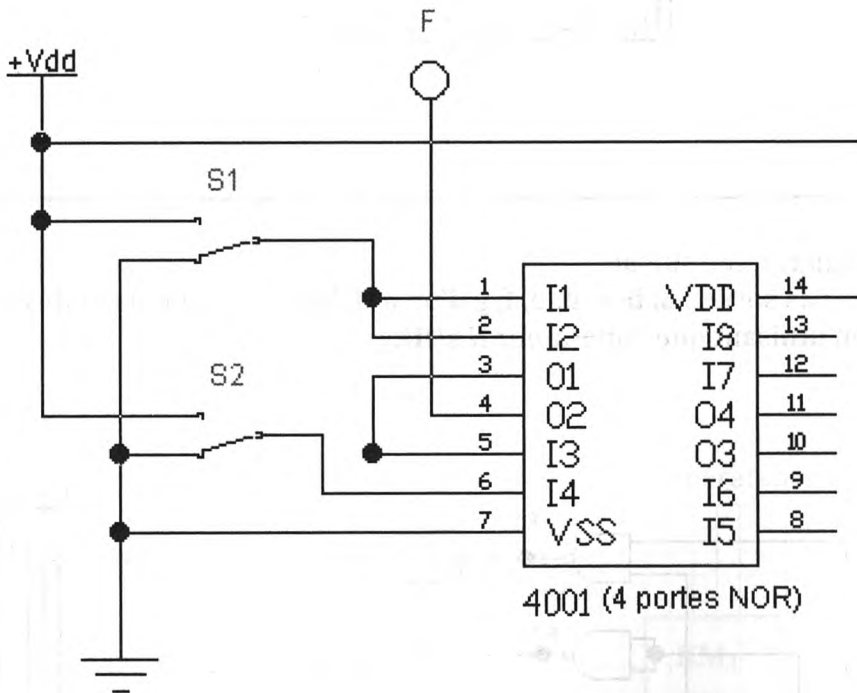 F
+Vdd
S1
S2
1 I1 VDD 14
2 I2 I8 13
3 O1 I7 12
4 O2 O4 11
5 I3 O3 10
6 I4 I6 9
7 VSS I5 8
4001 (4 portes NOR)